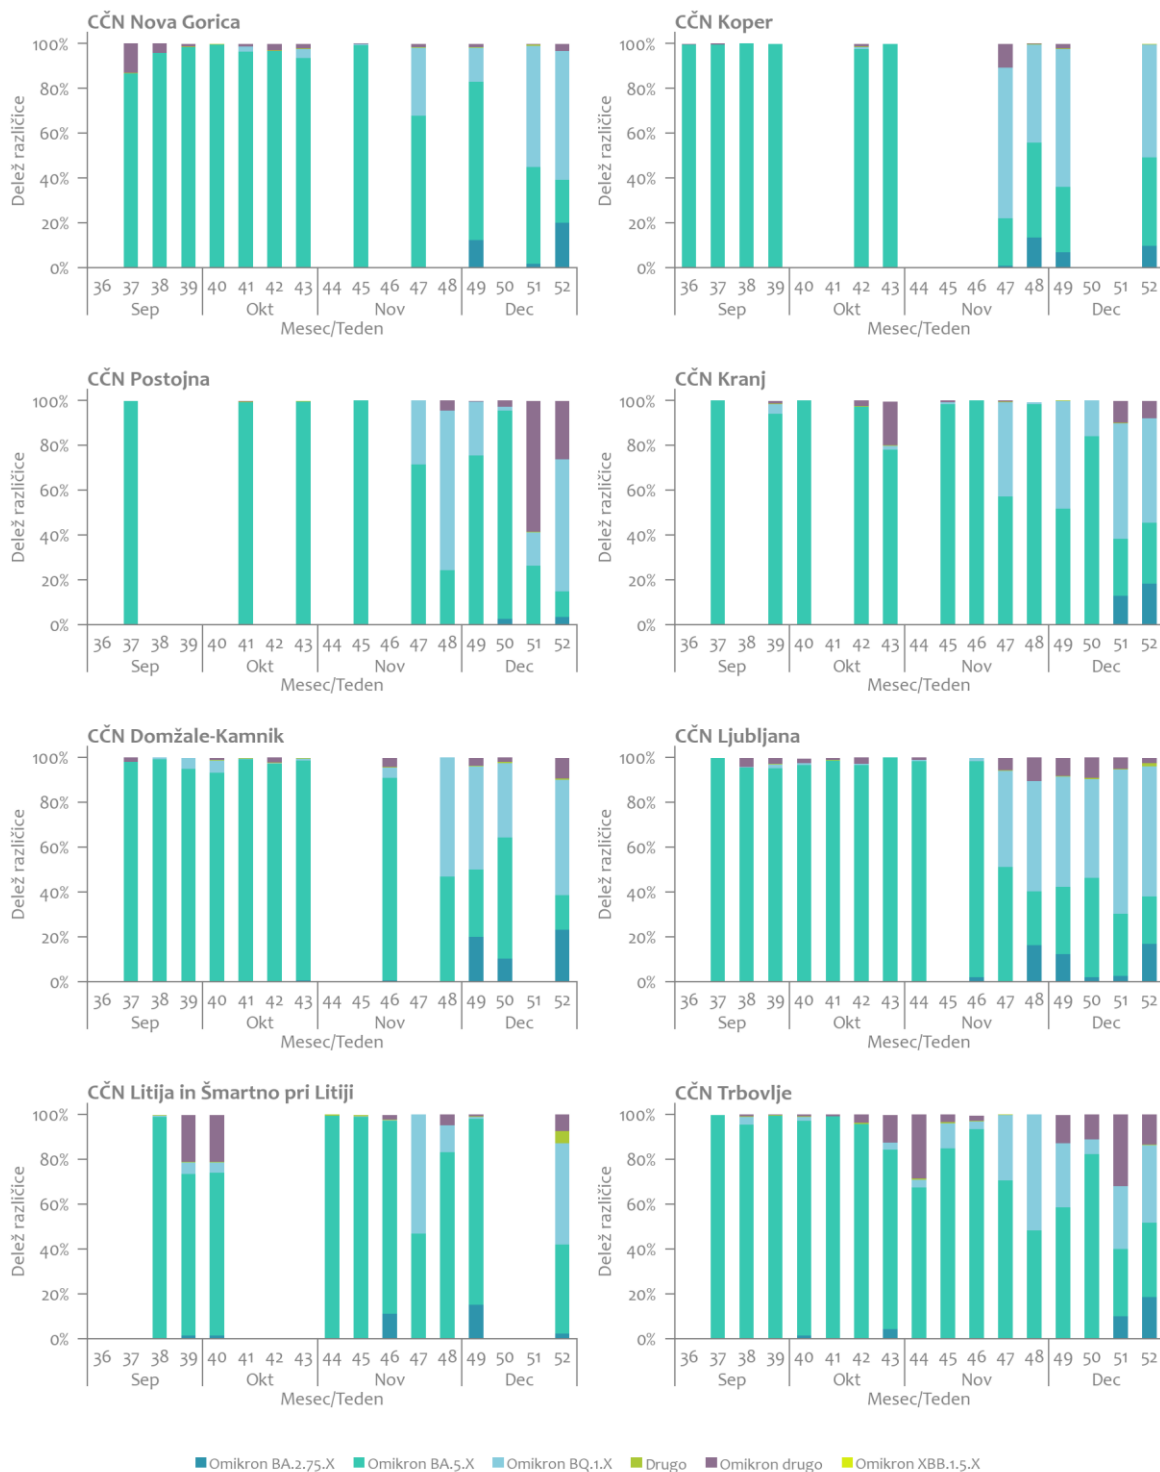 CČN Nova Gorica
Delež različice
100%
80%
60%
40%
20%
0%
36 37 38 39 40 41 42 43 44 45 46 47 48 49 50 51 52
Sep Okt Nov Dec
Mesec/Teden
CČN Koper
Delež različice
100%
80%
60%
40%
20%
0%
36 37 38 39 40 41 42 43 44 45 46 47 48 49 50 51 52
Sep Okt Nov Dec
Mesec/Teden
CČN Postojna
Delež različice
100%
80%
60%
40%
20%
0%
36 37 38 39 40 41 42 43 44 45 46 47 48 49 50 51 52
Sep Okt Nov Dec
Mesec/Teden
CČN Kranj
Delež različice
100%
80%
60%
40%
20%
0%
36 37 38 39 40 41 42 43 44 45 46 47 48 49 50 51 52
Sep Okt Nov Dec
Mesec/Teden
CČN Domžale-Kamnik
Delež različice
100%
80%
60%
40%
20%
0%
36 37 38 39 40 41 42 43 44 45 46 47 48 49 50 51 52
Sep Okt Nov Dec
Mesec/Teden
CČN Ljubljana
Delež različice
100%
80%
60%
40%
20%
0%
36 37 38 39 40 41 42 43 44 45 46 47 48 49 50 51 52
Sep Okt Nov Dec
Mesec/Teden
CČN Litija in Šmartno pri Litiji
Delež različice
100%
80%
60%
40%
20%
0%
36 37 38 39 40 41 42 43 44 45 46 47 48 49 50 51 52
Sep Okt Nov Dec
Mesec/Teden
CČN Trbovlje
Delež različice
100%
80%
60%
40%
20%
0%
36 37 38 39 40 41 42 43 44 45 46 47 48 49 50 51 52
Sep Okt Nov Dec
Mesec/Teden
Omikron BA.2.75.X Omikron BA.5.X Omikron BQ.1.X Drugo Omikron drugo Omikron XBB.1.5.X